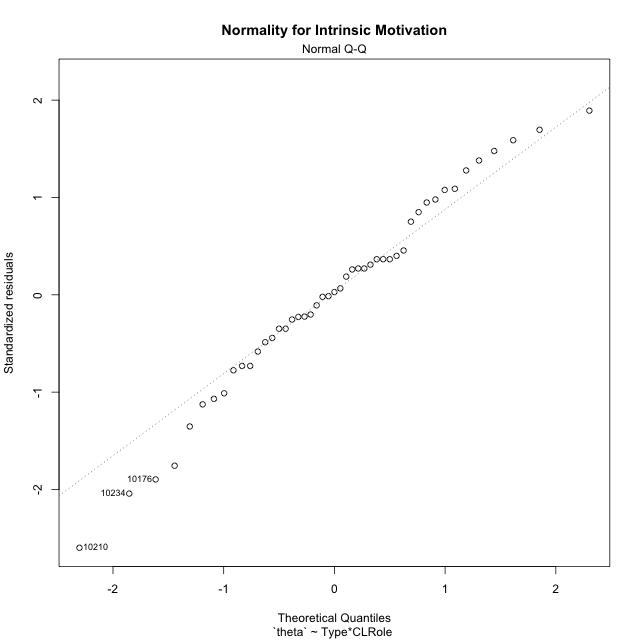 Normality for Intrinsic Motivation
Normal Q-Q
2
1
0
-1
-2
Standardized residuals
10176
10234
10210
-2 -1 0 1 2
Theoretical Quantiles
`theta` ~ Type*CLRole